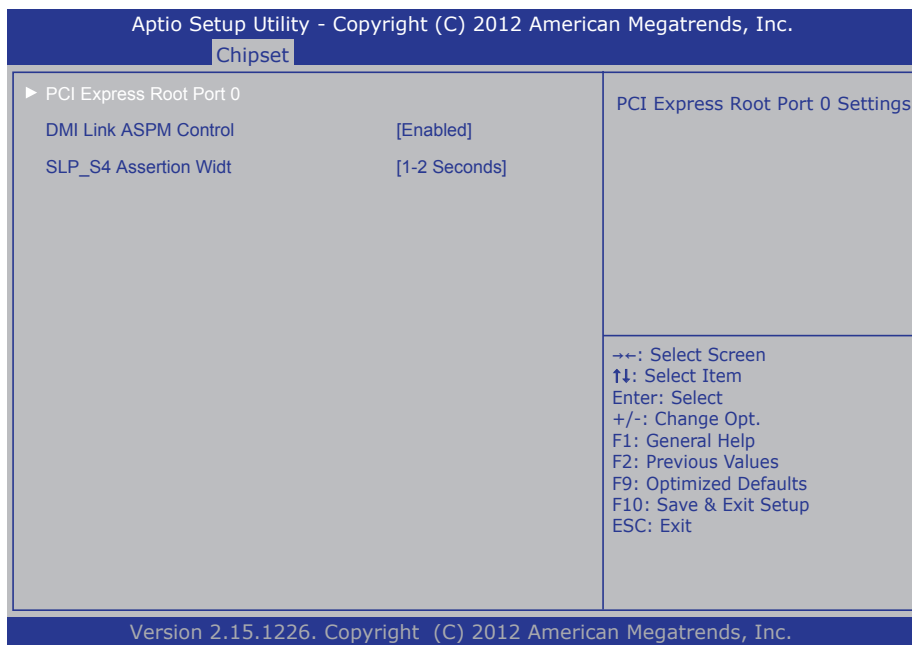 Aptio Setup Utility - Copyright (C) 2012 American Megatrends, Inc.
Chipset
► PCI Express Root Port 0
DMI Link ASPM Control [Enabled]
SLP_S4 Assertion Widt [1-2 Seconds]
PCI Express Root Port 0 Settings
→←: Select Screen
↑↓: Select Item
Enter: Select
+/-: Change Opt.
F1: General Help
F2: Previous Values
F9: Optimized Defaults
F10: Save & Exit Setup
ESC: Exit
Version 2.15.1226. Copyright (C) 2012 American Megatrends, Inc.